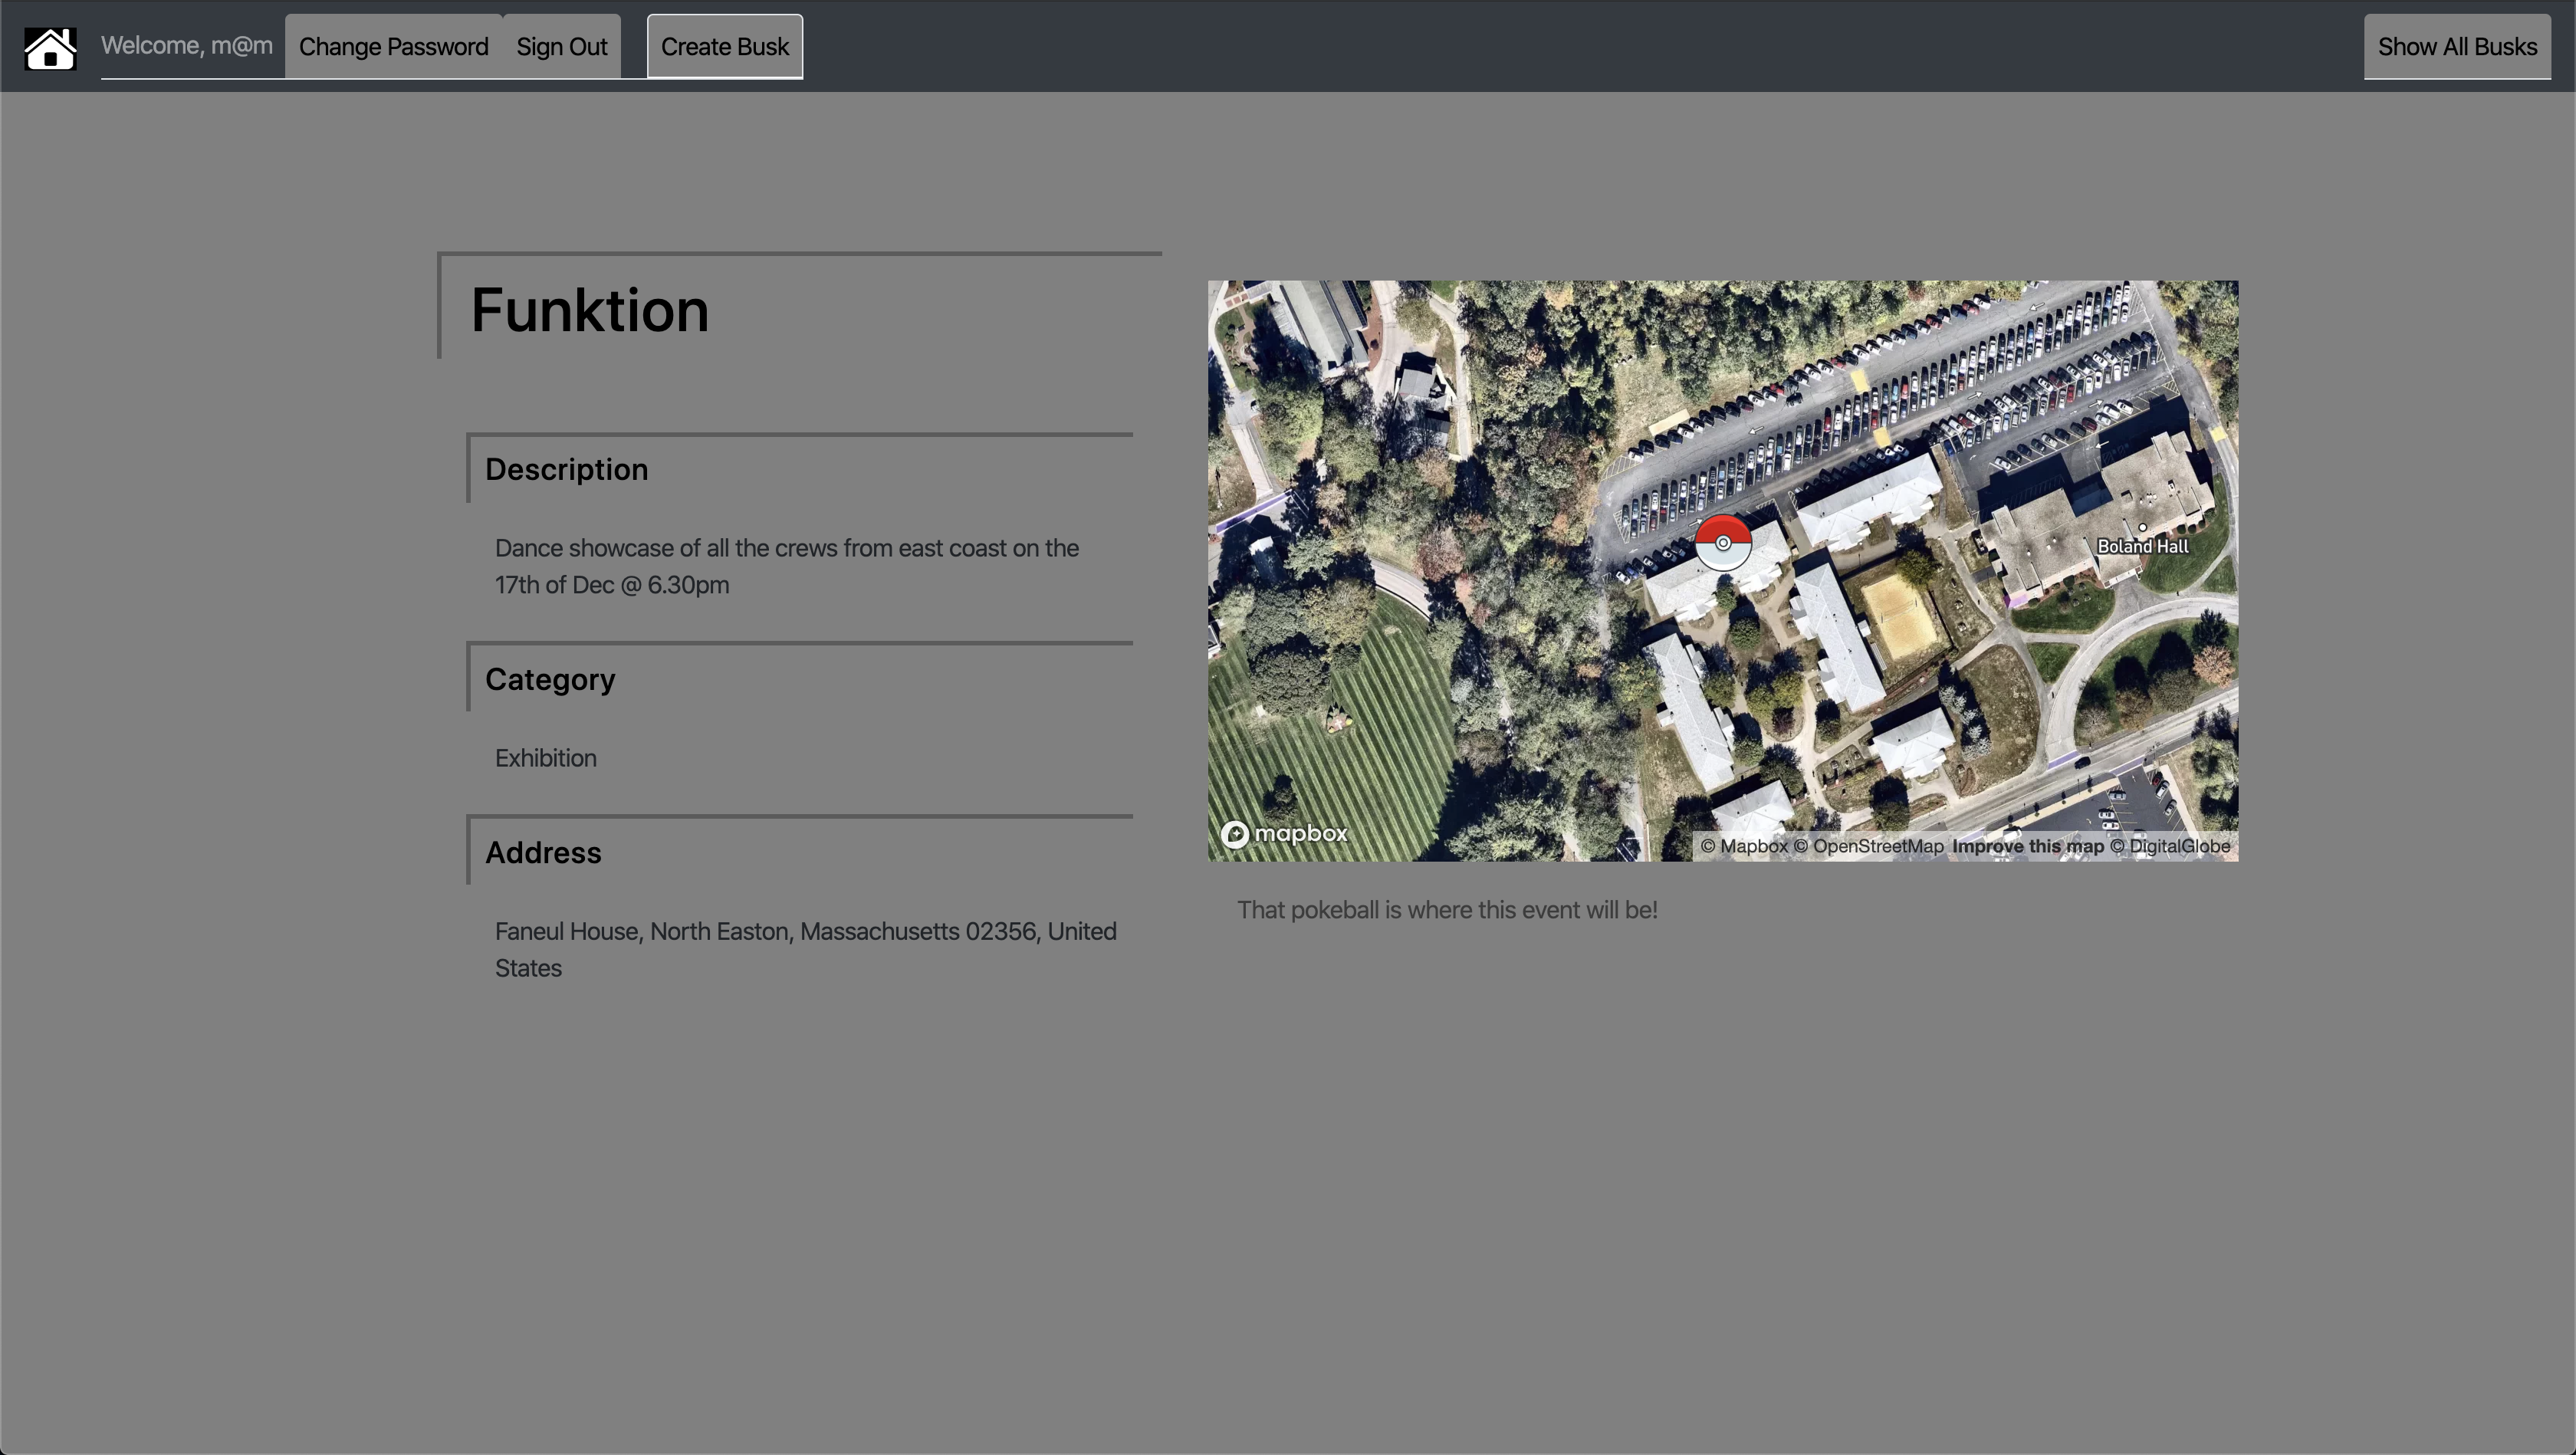 Welcome, m@m
Change Password
Sign Out
Create Busk
Show All Busks
Funktion
Description
Dance showcase of all the crews from east coast on the
17th of Dec @ 6.30pm
Category
Exhibition
Address
Faneul House, North Easton, Massachusetts 02356, United
States
Boland Hall
mapbox
© Mapbox © OpenStreetMap Improve this map © DigitalGlobe
That pokeball is where this event will be!